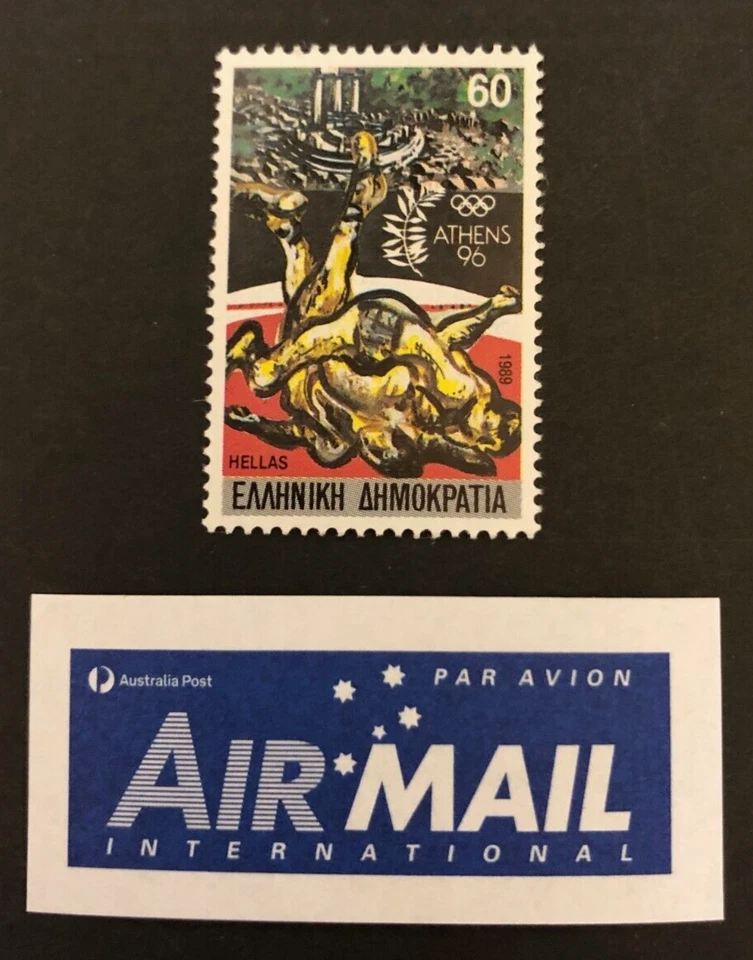 60
ATHENS
96
1989
HELLAS
ΕΛΛΗΝΙΚΗ ΔΗΜΟΚΡΑΤΙΑ
Australia Post
PAR AVION
AIR MAIL
INTERNATIONAL